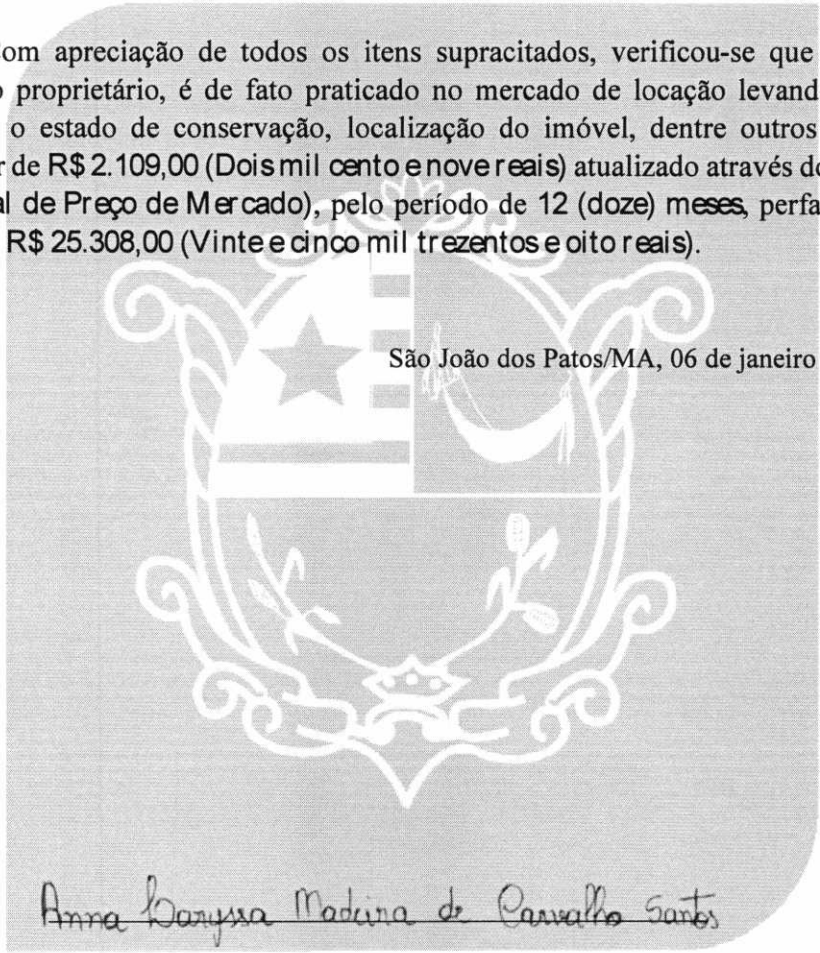 om apreciação de todos os itens supracitados, verificou-se que
o proprietário, é de fato praticado no mercado de locação levand
o estado de conservação, localização do imóvel, dentre outros
r de R$ 2.109,00 (Dois mil cento e nove reais) atualizado através do
al de Preço de Mercado), pelo período de 12 (doze) meses, perfa
R$ 25.308,00 (Vinte e cinco mil trezentos e oito reais).
São João dos Patos/MA, 06 de janeiro
Anna Laryssa Madeira de Carvalho Santos